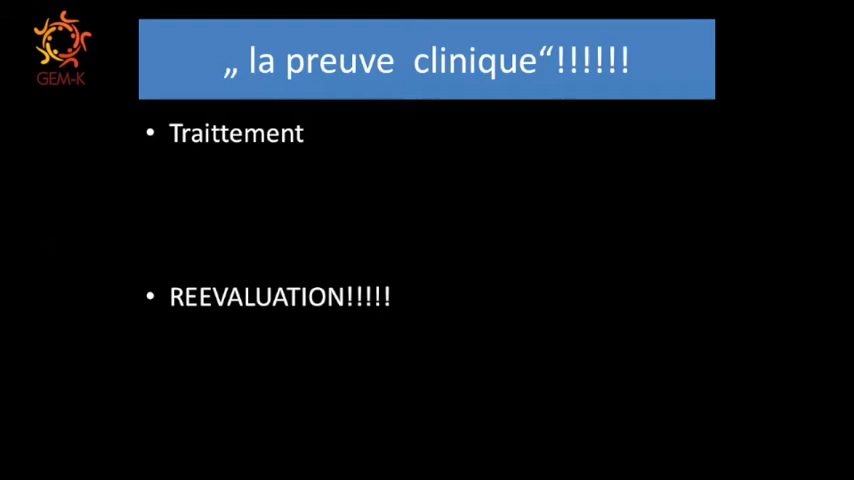 GEM-K
„ la preuve clinique“!!!!!!
• Traittement
• REEVALUATION!!!!!